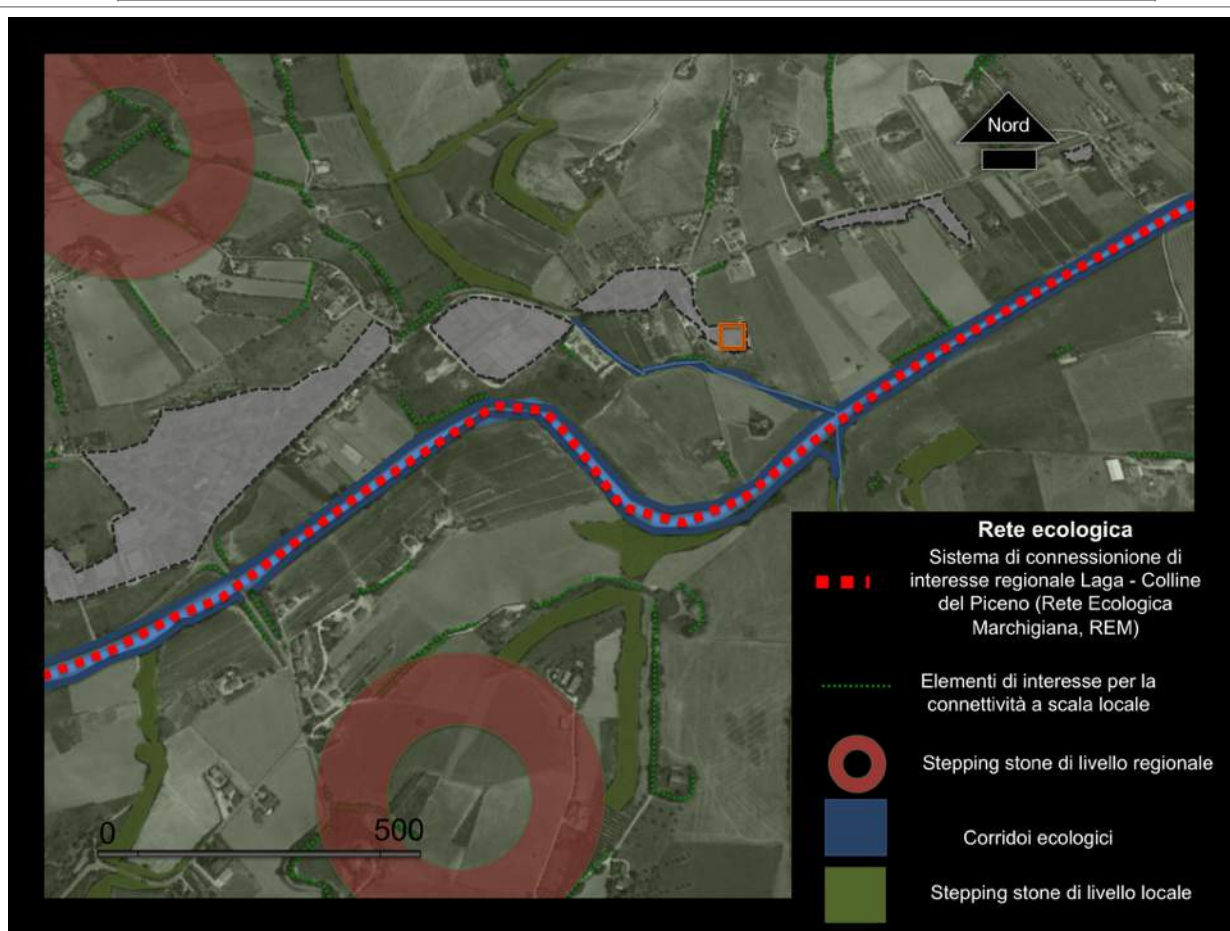 Nord
Rete ecologica
Sistema di connessionione di
interesse regionale Laga - Colline
del Piceno (Rete Ecologica
Marchigiana, REM)
Elementi di interesse per la
connettività a scala locale
Stepping stone di livello regionale
Corridoi ecologici
Stepping stone di livello locale
0 500